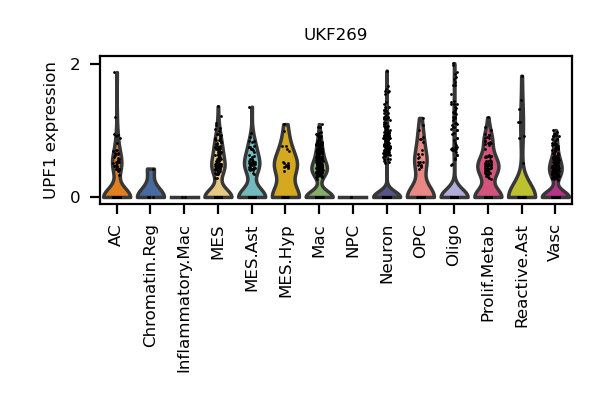 UKF269
UPF1 expression
2
0
AC
Chromatin.Reg
Inflammatory.Mac
MES
MES.Ast
MES.Hyp
Mac
NPC
Neuron
OPC
Oligo
Prolif.Metab
Reactive.Ast
Vasc